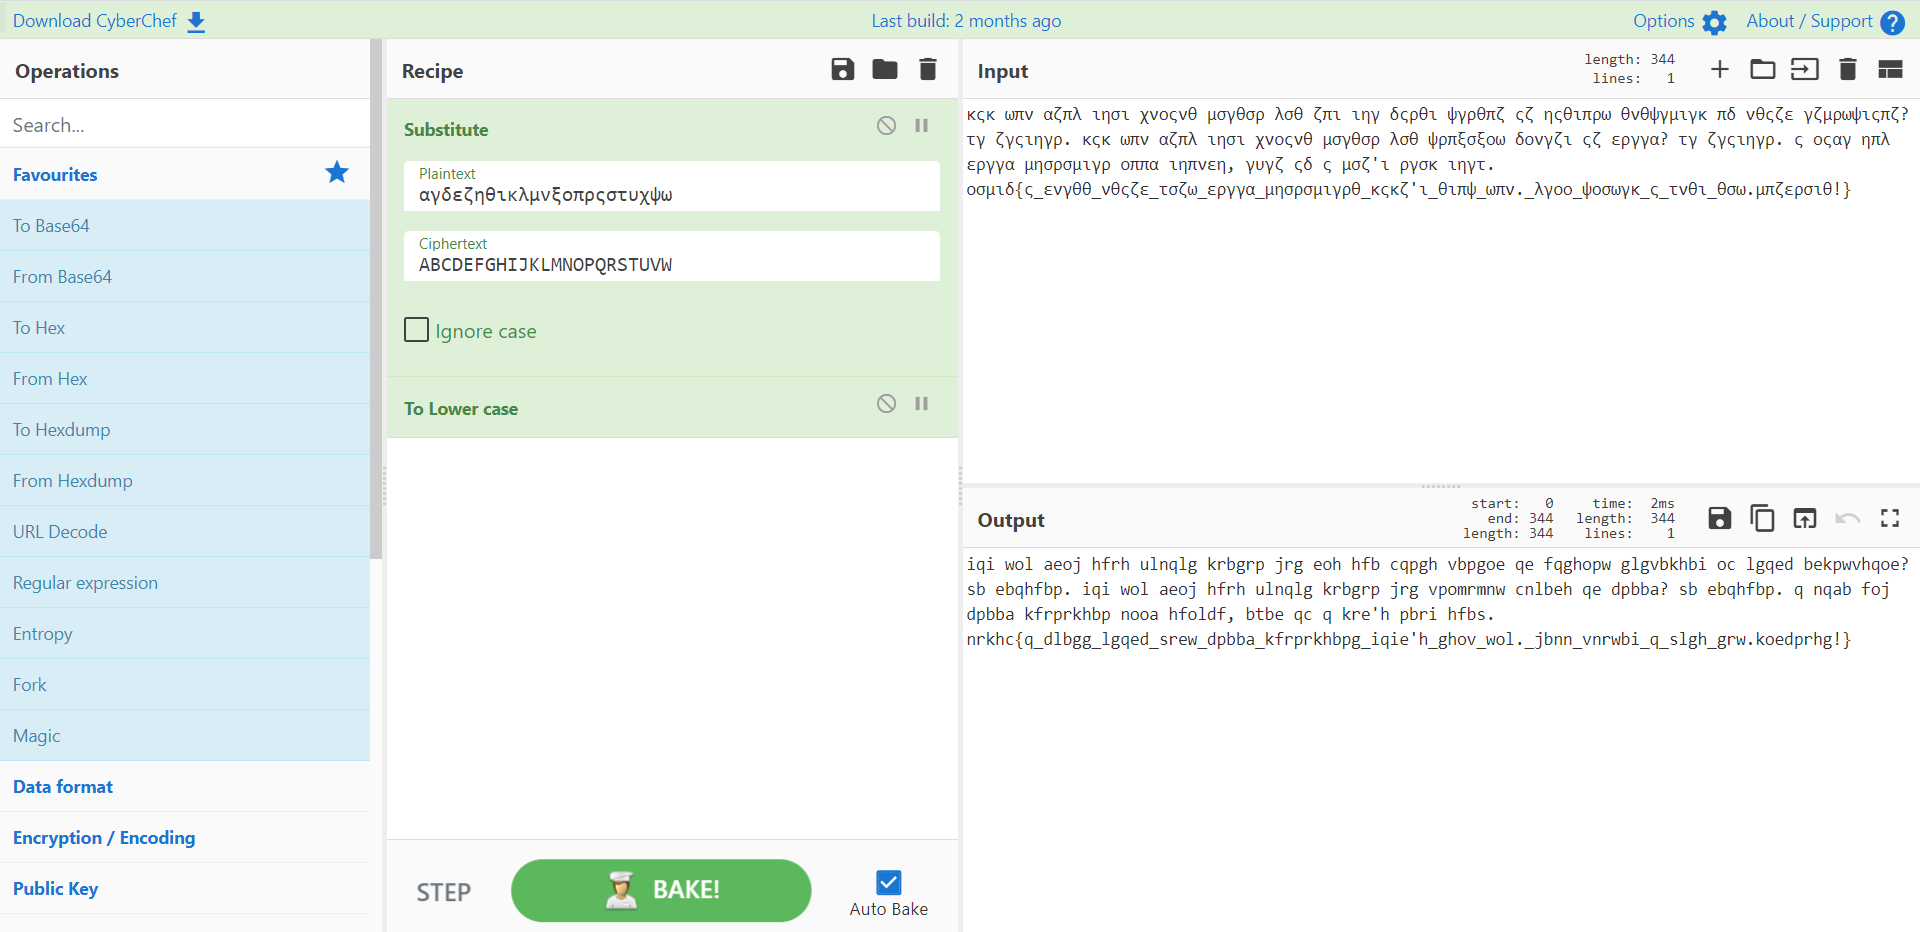 Download CyberChef
Last build: 2 months ago
Options
About / Support
Operations
Search...
Favourites
To Base64
From Base64
To Hex
From Hex
To Hexdump
From Hexdump
URL Decode
Regular expression
Entropy
Fork
Magic
Data format
Encryption / Encoding
Public Key
Recipe
Substitute
Plaintext
αγδεζηθικλμνξοπρςστυχψω
Ciphertext
ABCDEFGHIJKLMNOPQRSTUVW
Ignore case
To Lower case
STEP
BAKE!
Auto Bake
Input
length: 344
lines: 1
κςκ ωπν αζπλ ιησι χνοςνθ μσγθσρ λσθ ζπι ιηγ δςρθι ψγρθπζ ςζ ηςθιπρω θνθψγμιγκ πδ νθςζε γζμρωψιςπζ?
τγ ζγςιηγρ. κςκ ωπν αζπλ ιησι χνοςνθ μσγθσρ λσθ ψρπξσξοω δονγζι ςζ εργγα? τγ ζγςιηγρ. ς οςαγ ηπλ
εργγα μησρσμιγρ οππα ιηπνεη, γυγζ ςδ ς μσζ'ι ργσκ ιηγτ.
οσμιδ{ς_ενγθθ_νθςζε_τσζω_εργγα_μησρσμιγρθ_κςκζ'ι_θιπψ_ωπν._λγοο_ψοσωγκ_ς_τνθι_θσω.μπζερσιθ!}
Output
start: 0
end: 344
length: 344
time: 2ms
length: 344
lines: 1
iqi wol aeoj hfrh ulnqlg krbgrp jrg eoh hfb cqpgh vbpgoe qe fqghopw glgvbkhbi oc lgqed bekpwvhqoe?
sb ebqhfbp. iqi wol aeoj hfrh ulnqlg krbgrp jrg vpomrmnw cnlbeh qe dpbba? sb ebqhfbp. q nqab foj
dpbba kfrprkhbp nooa hfoldf, btbe qc q kre'h pbri hfbs.
nrkhc{q_dlbgg_lgqed_srew_dpbba_kfrprkhbpg_iqie'h_ghov_wol._jbnn_vnrwbi_q_slgh_grw.koedprhg!}